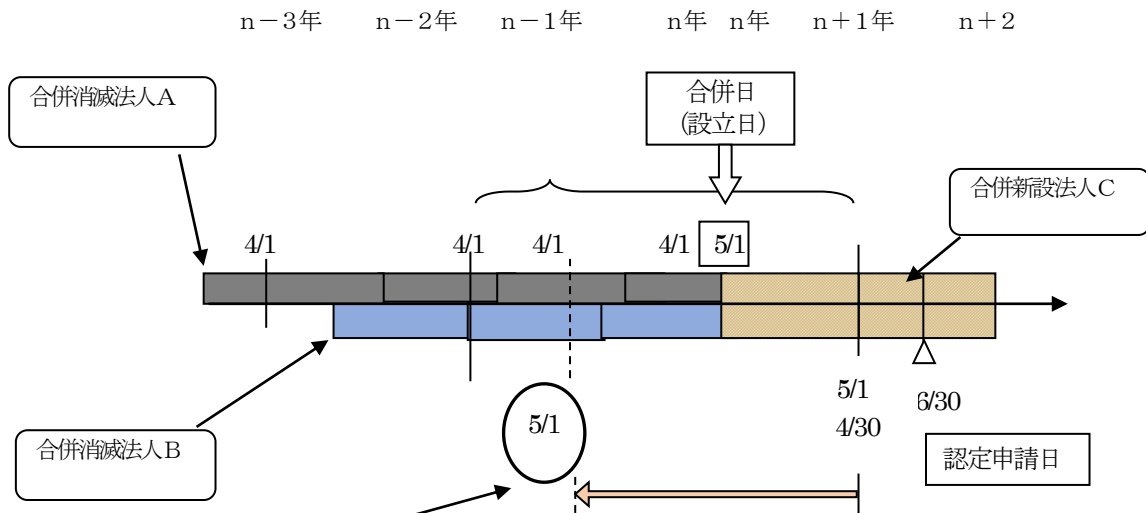 n－3年 n－2年 n－1年 n年 n年 n＋1年 n＋2
合併消滅法人A
合併日
（設立日）
合併新設法人C
4/1 4/1 4/1 4/1 5/1
5/1
5/1
4/30
6/30
合併消滅法人B
認定申請日